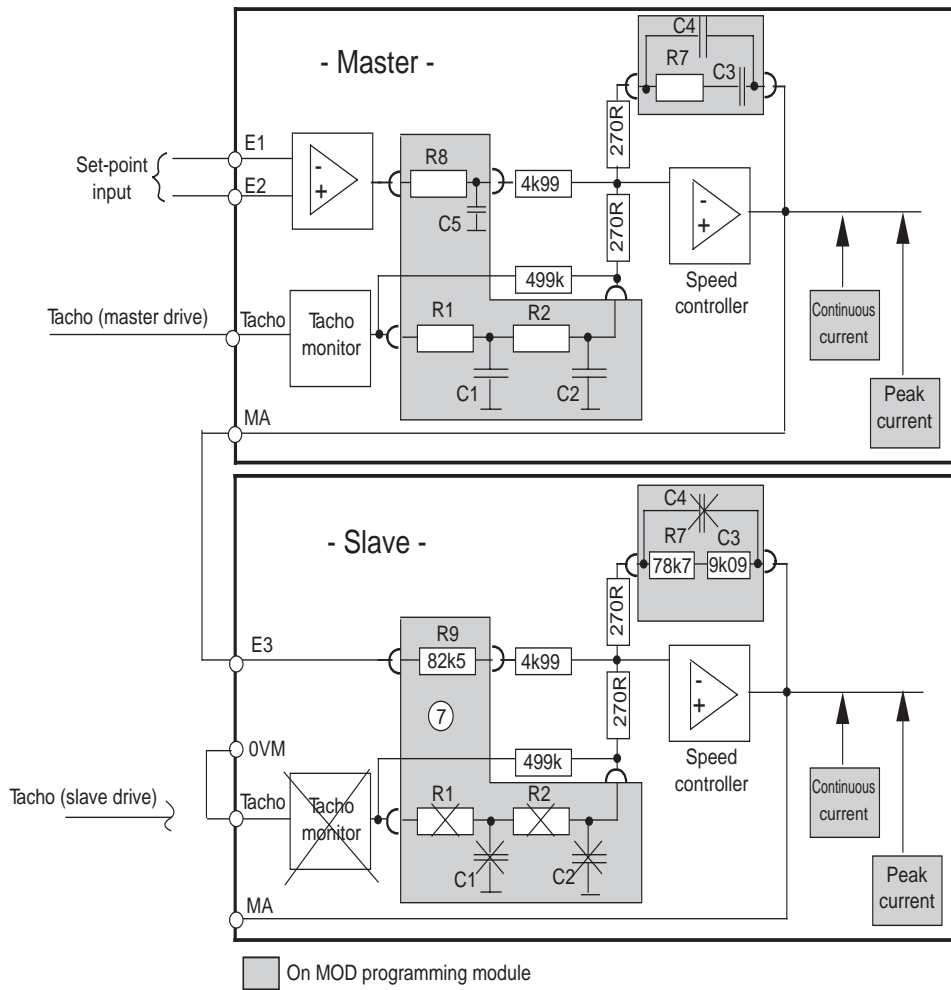 - Master -
C4
R7
C3
270R
E1
Set-point
input
E2
-
+
R8
C5
4k99
270R
-
+
Speed
controller
499k
Tacho (master drive)
Tacho
Tacho
monitor
R1
R2
C1
C2
Continuous
current
Peak
current
MA
- Slave -
C4
R7
C3
78k7
9k09
270R
E3
R9
82k5
4k99
7
270R
-
+
Speed
controller
0VM
499k
Tacho (slave drive)
Tacho
Tacho
monitor
R1
R2
C1
C2
Continuous
current
Peak
current
MA
On MOD programming module